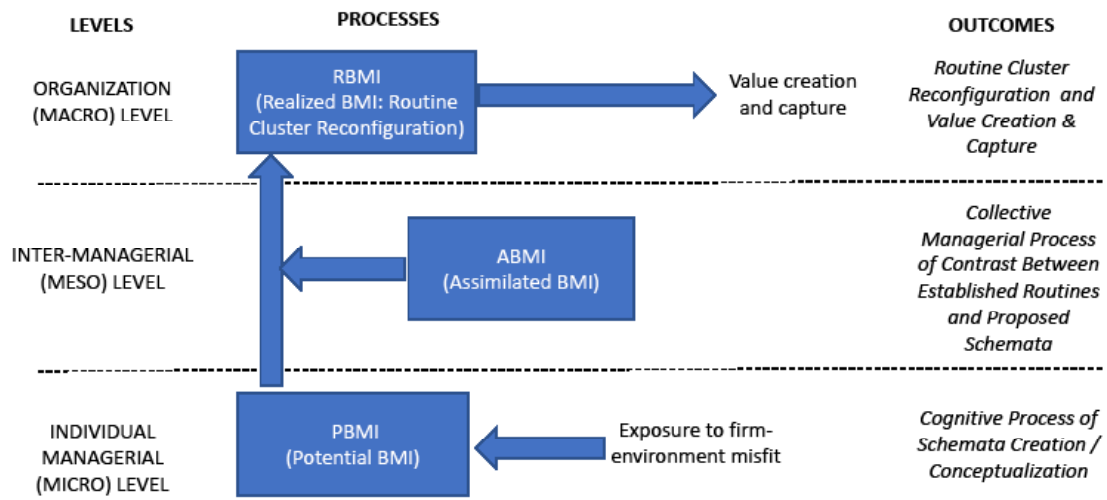 LEVELS
PROCESSES
OUTCOMES
ORGANIZATION
(MACRO) LEVEL
RBMI
(Realized BMI: Routine
Cluster Reconfiguration)
Value creation
and capture
Routine Cluster
Reconfiguration and
Value Creation &
Capture
INTER-MANAGERIAL
(MESO) LEVEL
ABMI
(Assimilated BMI)
Collective
Managerial Process
of Contrast Between
Established Routines
and Proposed
Schemata
INDIVIDUAL
MANAGERIAL
(MICRO) LEVEL
PBMI
(Potential BMI)
Exposure to firm-
environment misfit
Cognitive Process of
Schemata Creation /
Conceptualization